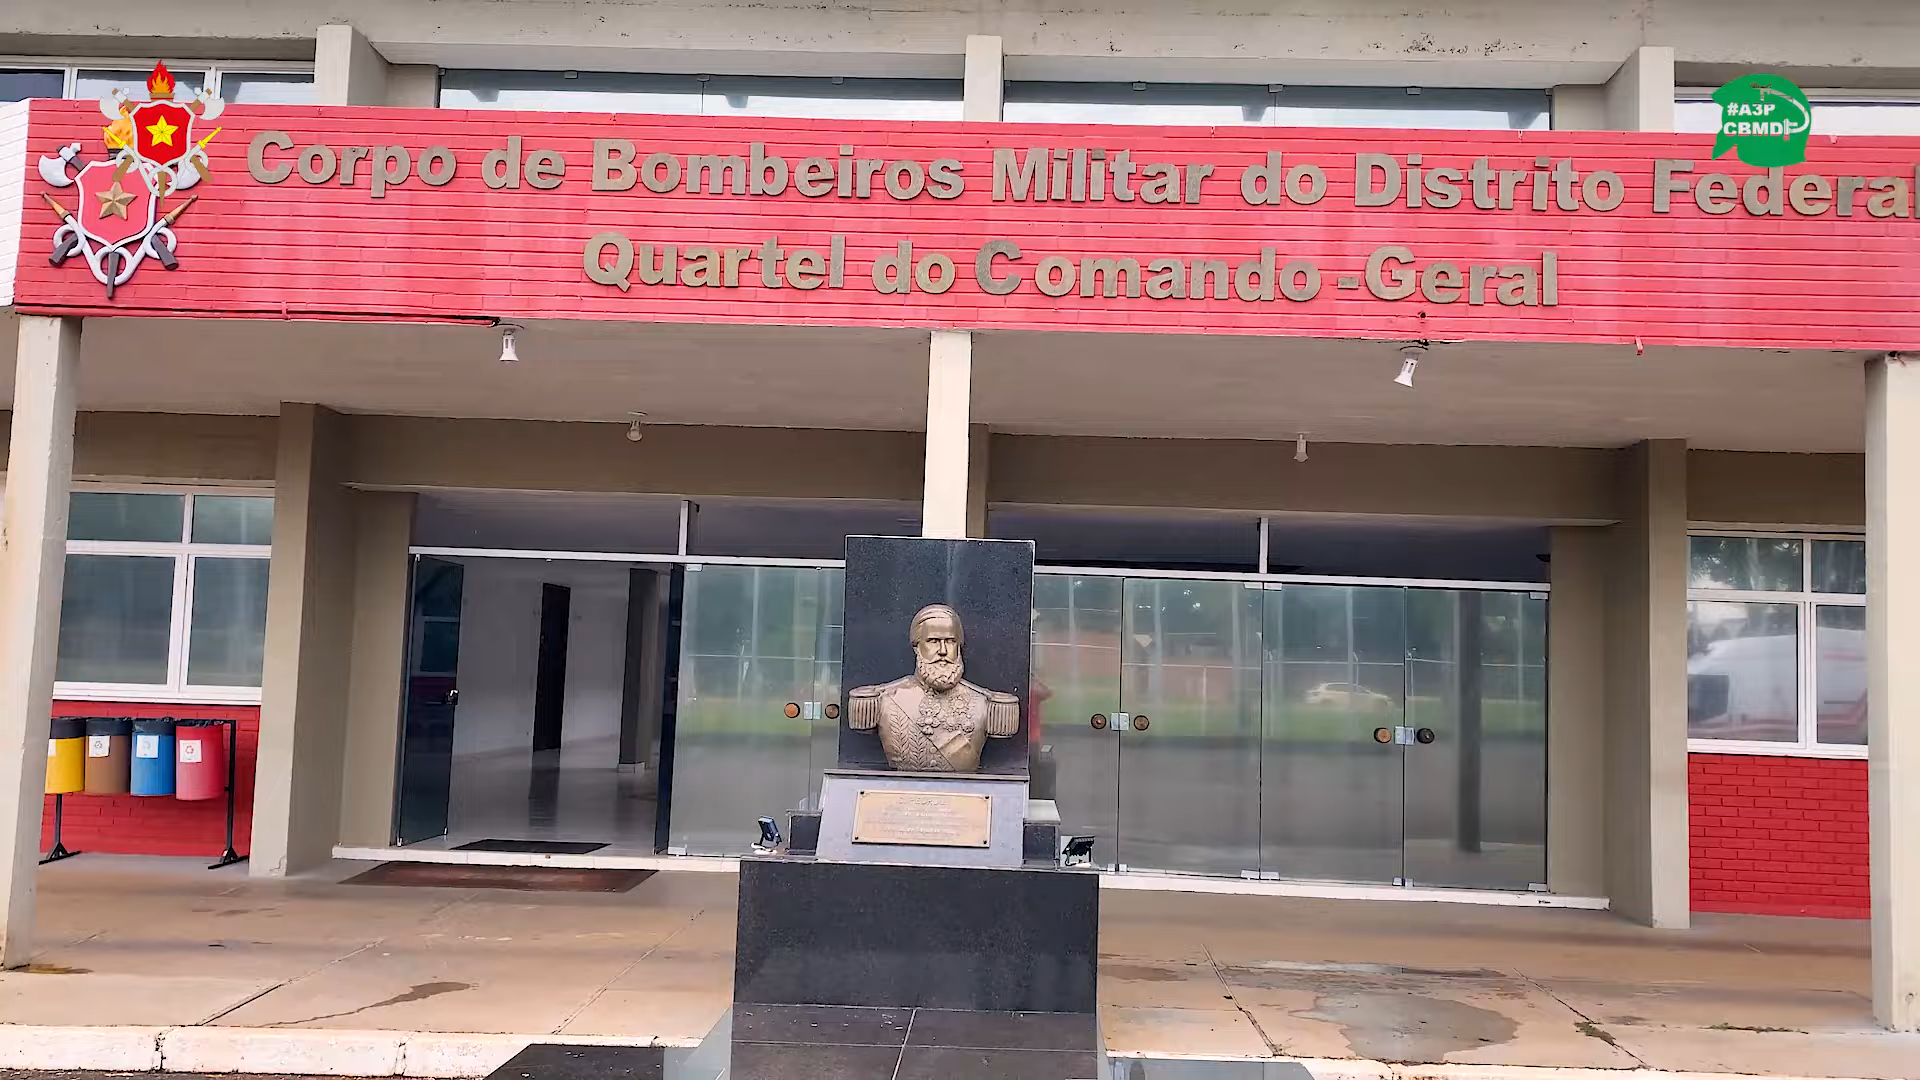 Corpo de Bombeiros Militar do Distrito Federal
Quartel do Comando-Geral
#A3P
CBMDF